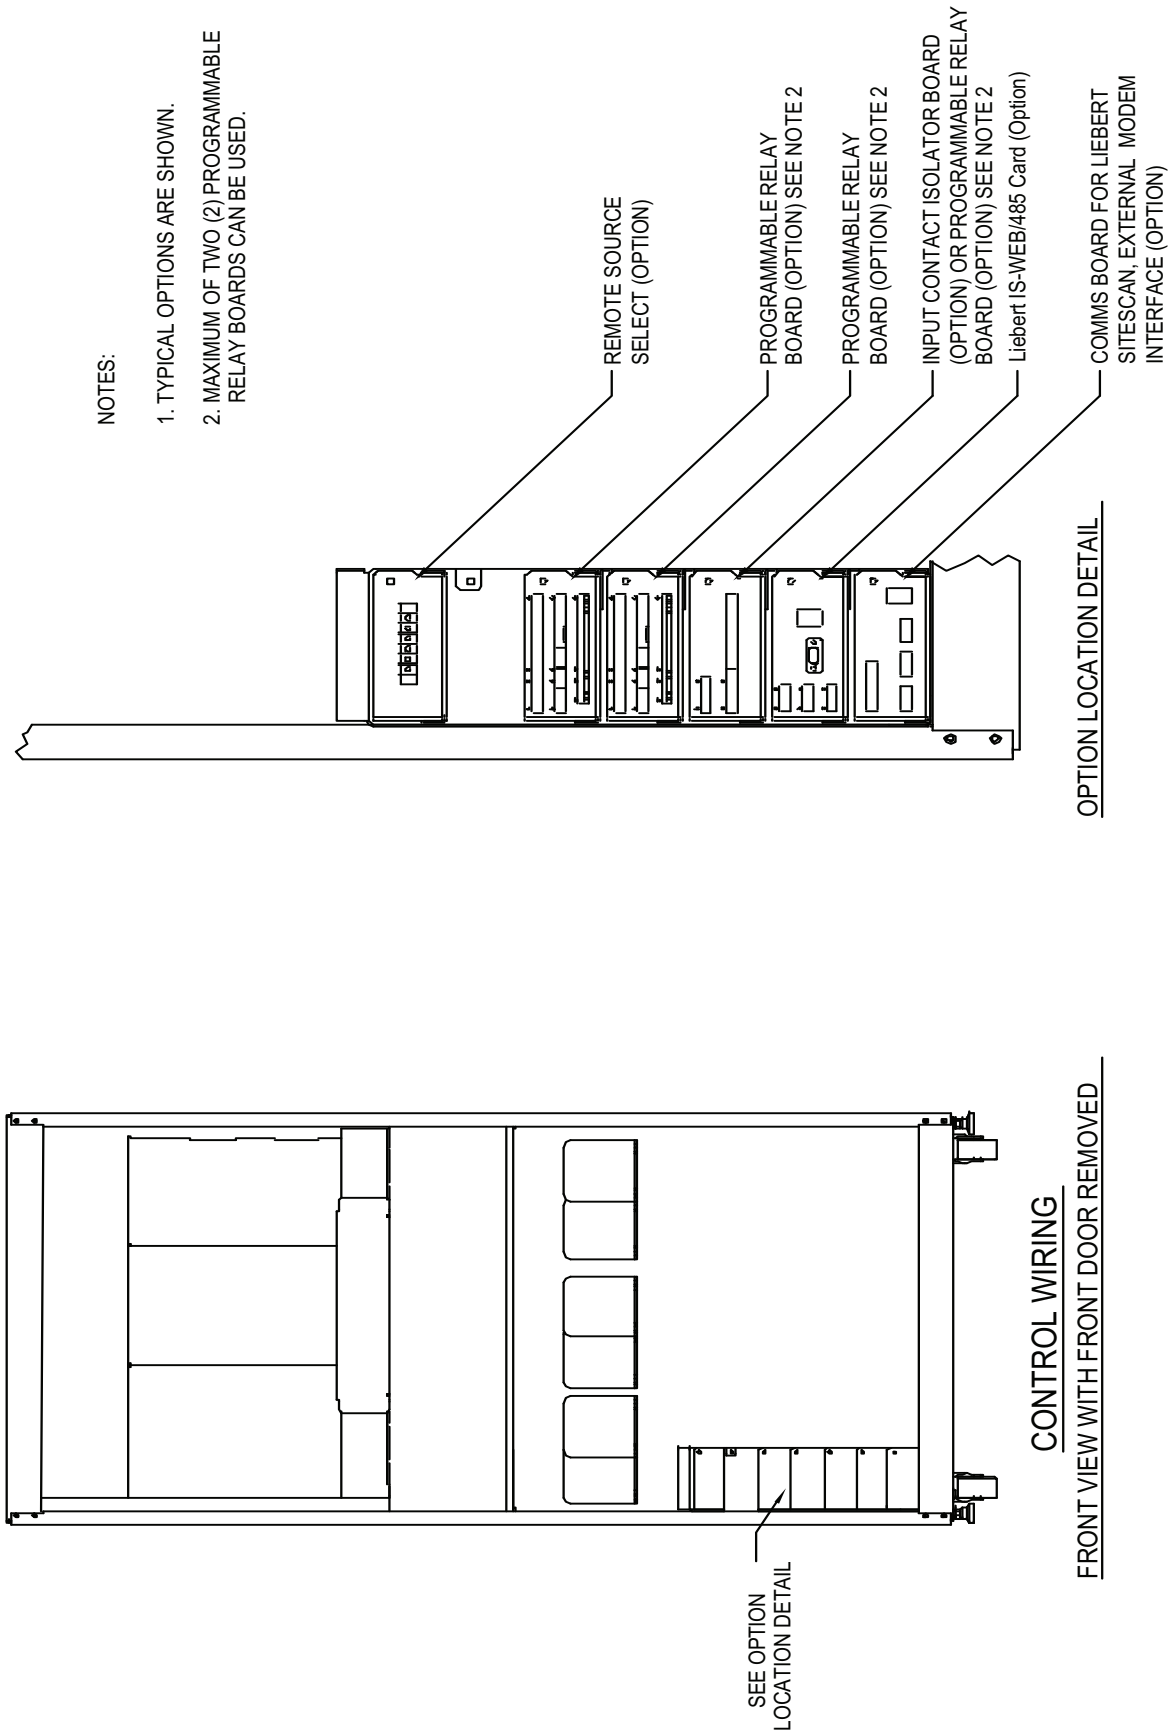 SEE OPTION
LOCATION DETAIL
CONTROL WIRING
FRONT VIEW WITH FRONT DOOR REMOVED
NOTES:
1. TYPICAL OPTIONS ARE SHOWN.
2. MAXIMUM OF TWO (2) PROGRAMMABLE
RELAY BOARDS CAN BE USED.
REMOTE SOURCE
SELECT (OPTION)
PROGRAMMABLE RELAY
BOARD (OPTION) SEE NOTE 2
PROGRAMMABLE RELAY
BOARD (OPTION) SEE NOTE 2
INPUT CONTACT ISOLATOR BOARD
(OPTION) OR PROGRAMMABLE RELAY
BOARD (OPTION) SEE NOTE 2
Liebert IS-WEB/485 Card (Option)
COMMS BOARD FOR LIEBERT
SITESCAN, EXTERNAL MODEM
INTERFACE (OPTION)
OPTION LOCATION DETAIL